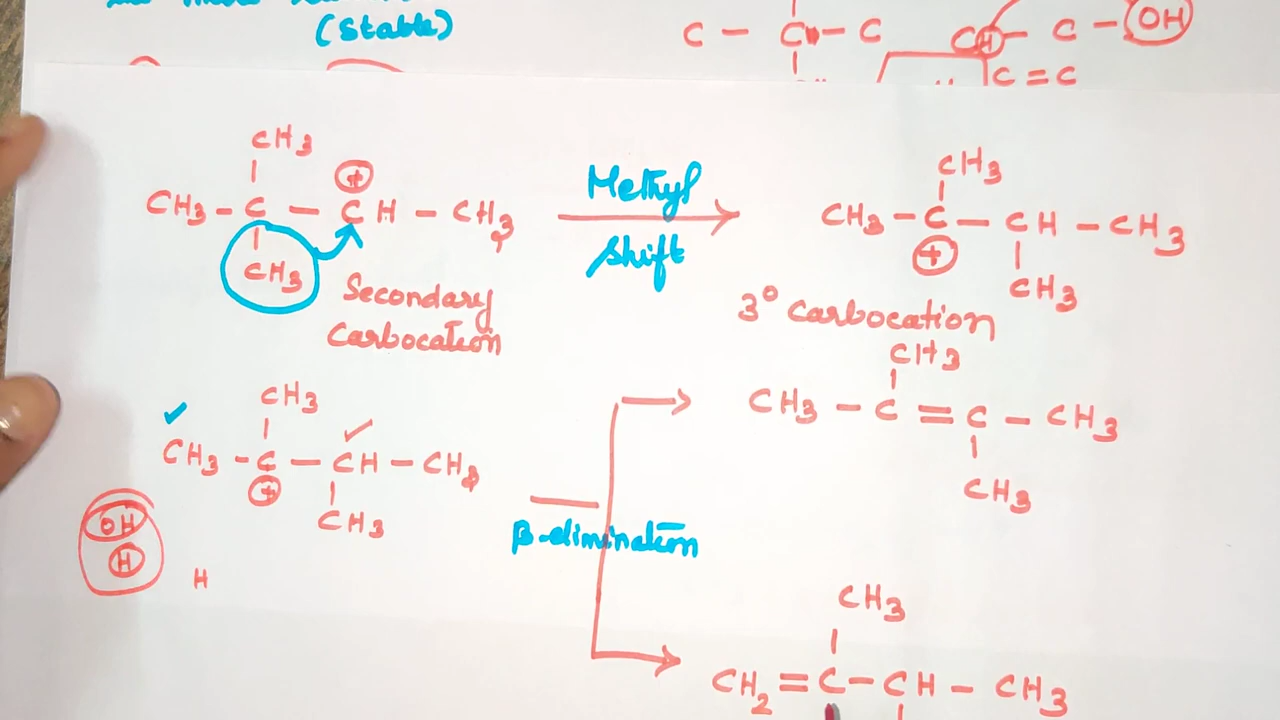 (Stable)
C - C - C
CH - C - OH
C = C
CH3
CH3 - C - CH - CH3
+
CH3
Secondary
Carbocation
Methyl
Shift
CH3
CH3 - C - CH - CH3
+
CH3
3° Carbocation
CH3
CH3 - C - CH - CH3
+
CH3
OH
H
H
β-elimination
CH3
CH3 - C = C - CH3
CH3
CH3
CH2 = C - CH - CH3